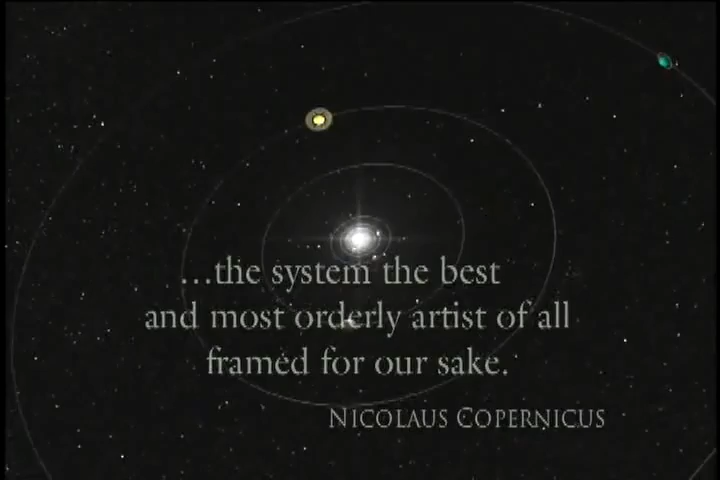 ...the system the best
and most orderly artist of all
framed for our sake.
NICOLAUS COPERNICUS